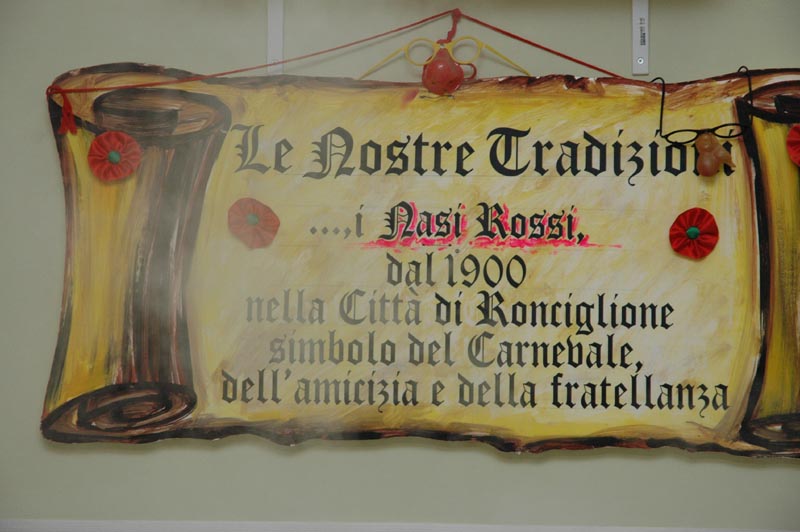 Le Nostre Tradizioni
...., i Nasi Rossi,
dal 1900
nella Città di Ronciglione
simbolo del Carnevale,
dell'amicizia e della fratellanza